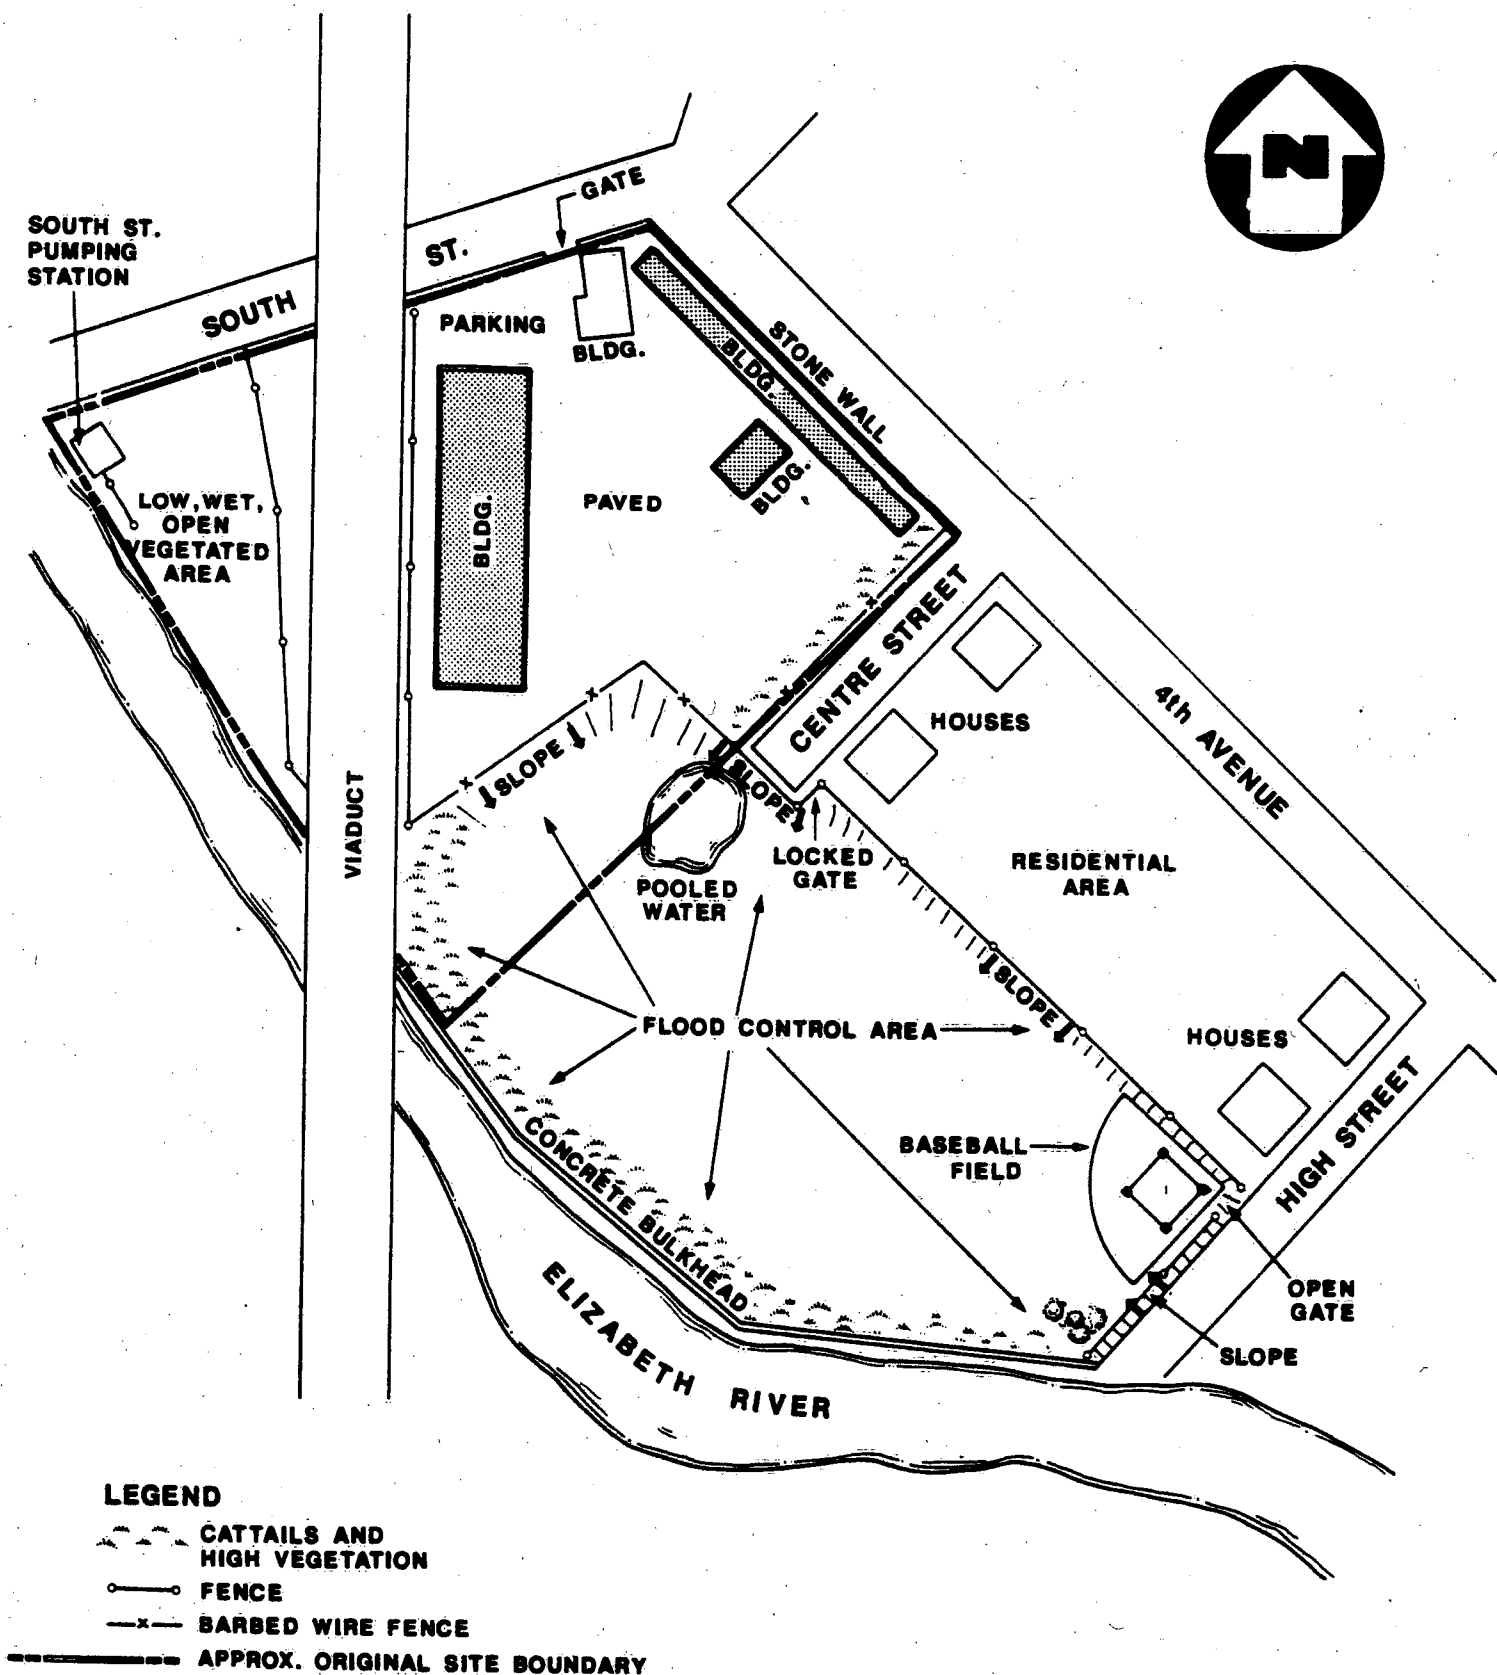 N
GATE
SOUTH ST.
PUMPING
STATION
SOUTH ST.
PARKING
BLDG.
STONE WALL
BLDG.
BLDG.
BLDG.
PAVED
LOW, WET,
OPEN
VEGETATED
AREA
CENTRE STREET
HOUSES
4th AVENUE
SLOPE
SLOPE
VIADUCT
LOCKED
GATE
RESIDENTIAL
AREA
POOLED
WATER
SLOPE
FLOOD CONTROL AREA
HOUSES
HIGH STREET
BASEBALL
FIELD
CONCRETE BULKHEAD
OPEN
GATE
SLOPE
ELIZABETH RIVER
LEGEND
CATTAILS AND
HIGH VEGETATION
FENCE
-x- BARBED WIRE FENCE
APPROX. ORIGINAL SITE BOUNDARY